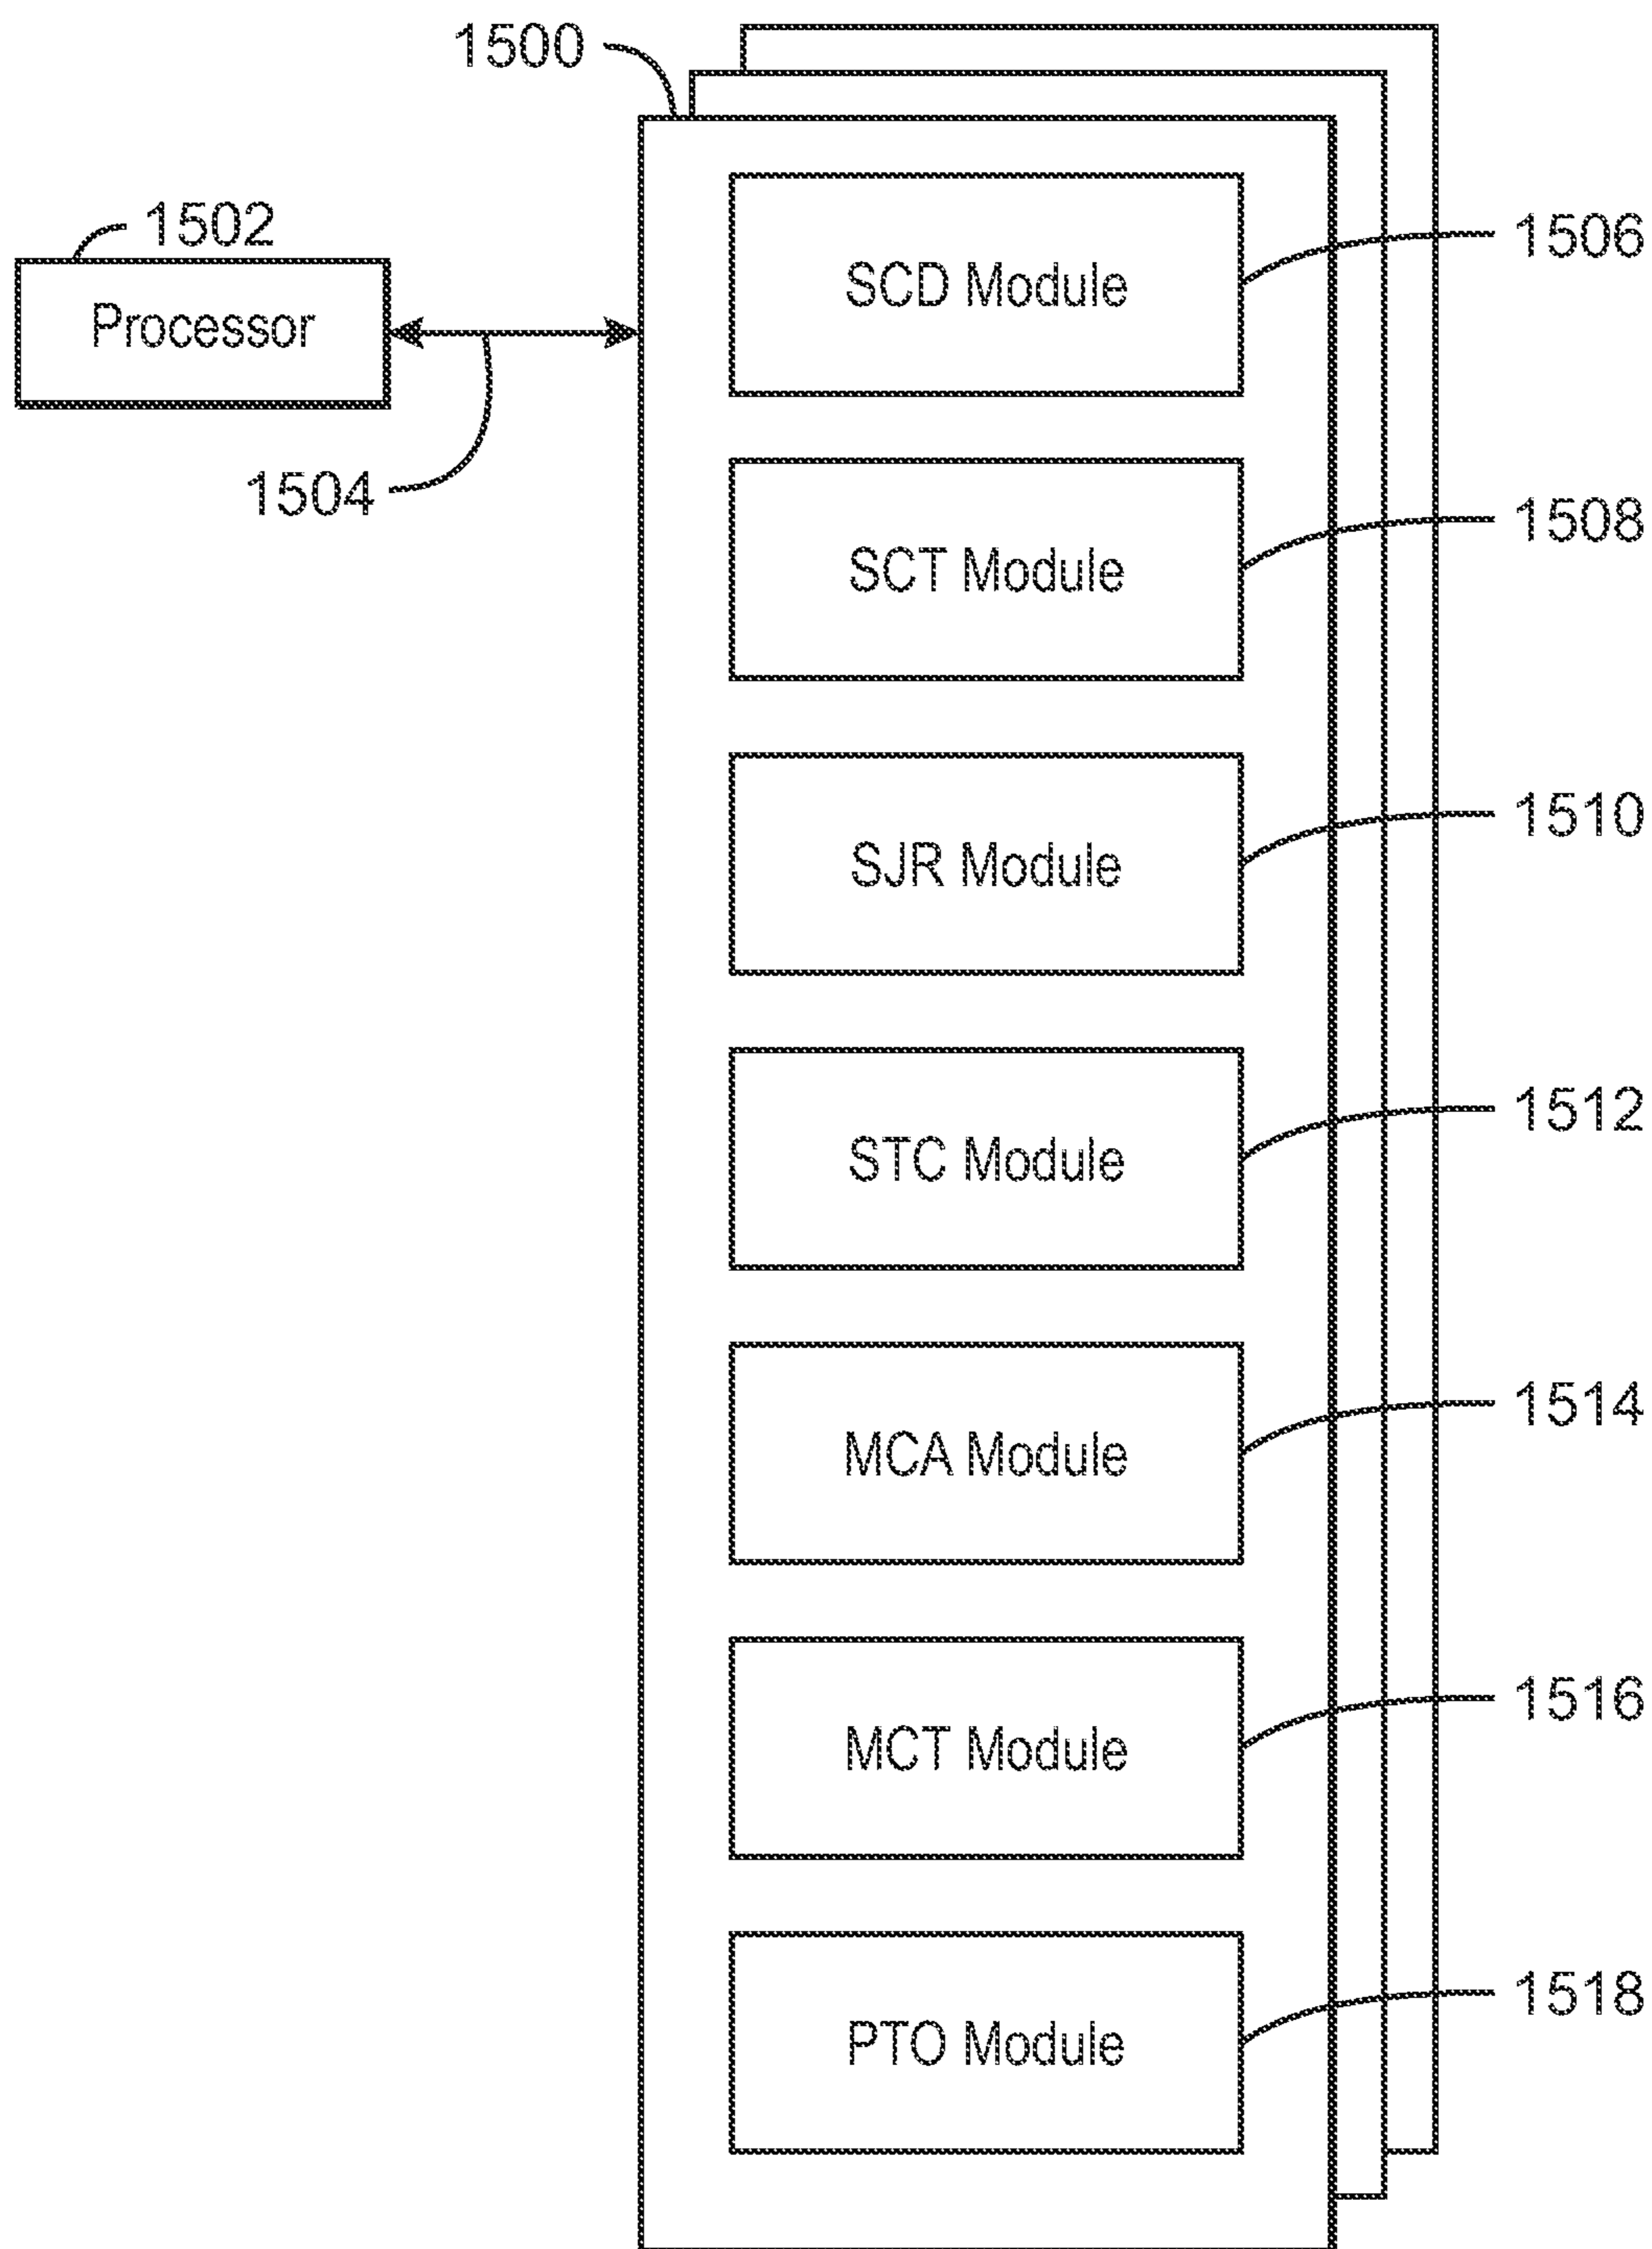 1500
1502
Processor
1504
SCD Module
1506
SCT Module
1508
SJR Module
1510
STC Module
1512
MCA Module
1514
MCT Module
1516
PTO Module
1518